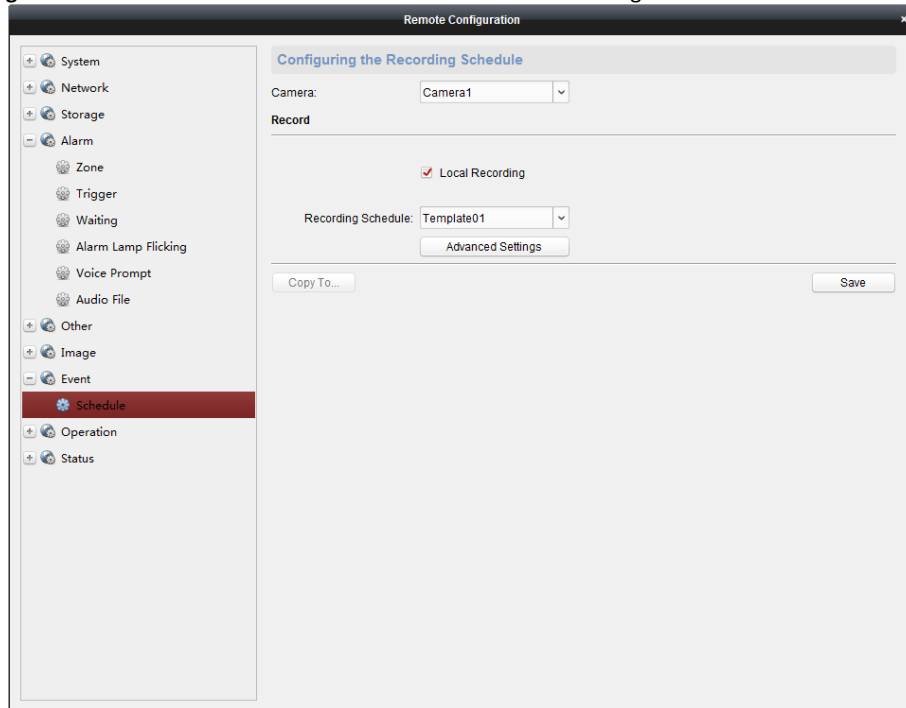 Remote Configuration
System
Network
Storage
Alarm
Zone
Trigger
Waiting
Alarm Lamp Flicking
Voice Prompt
Audio File
Other
Image
Event
Schedule
Operation
Status
Configuring the Recording Schedule
Camera: Camera1
Record
Local Recording
Recording Schedule: Template01
Advanced Settings
Copy To... Save